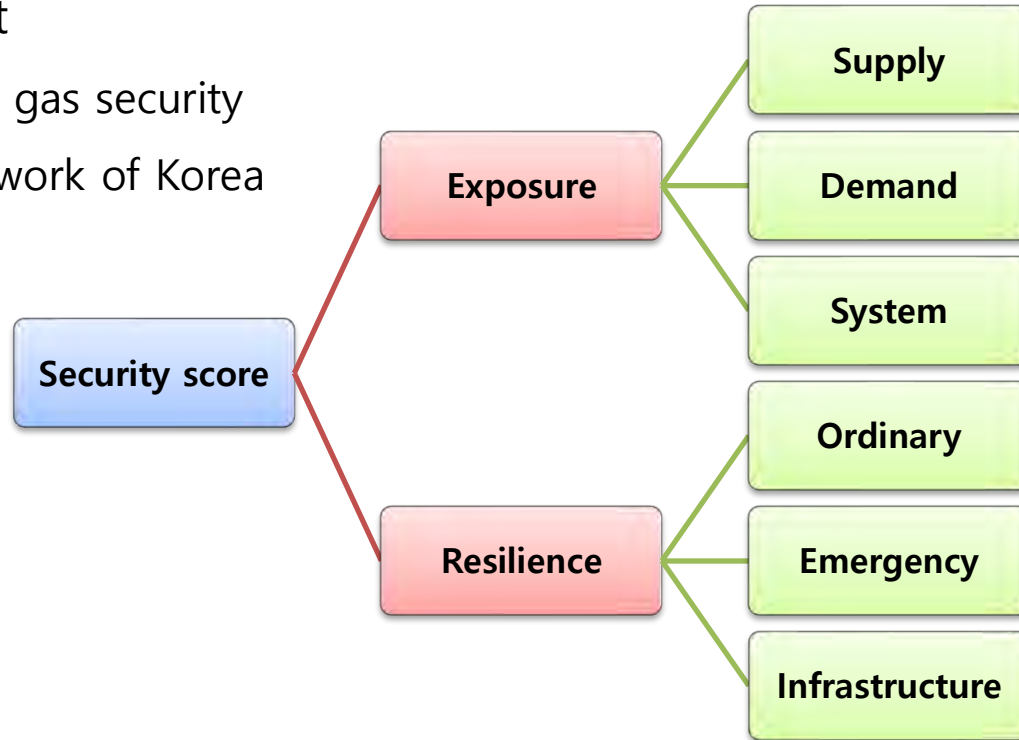 t
gas security
work of Korea
Security score
Exposure
Supply
Demand
System
Resilience
Ordinary
Emergency
Infrastructure